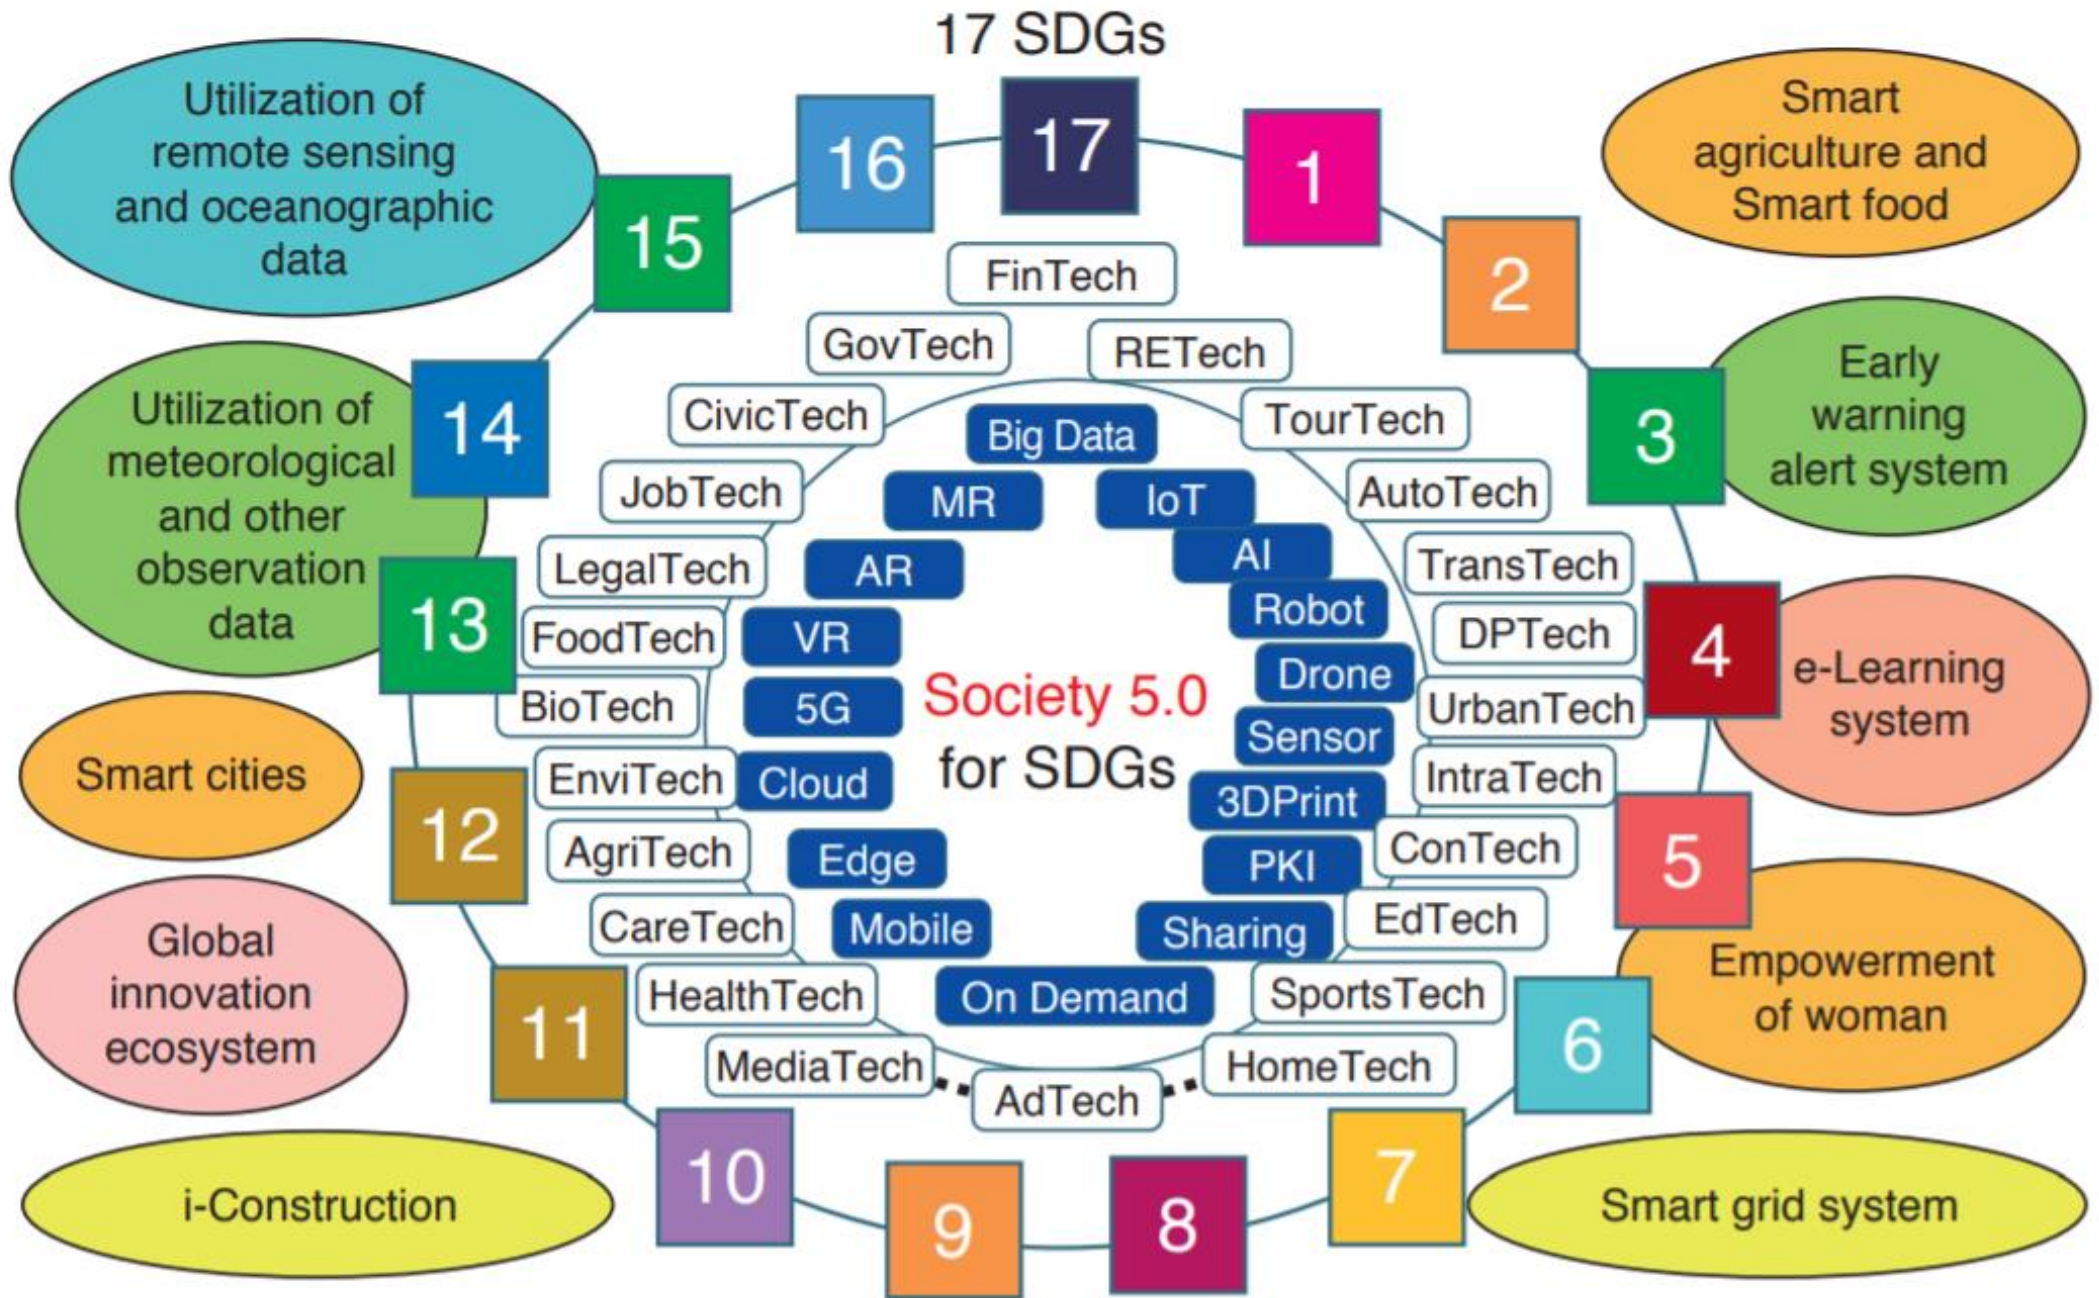 17 SDGs
17
1
2
3
4
5
6
7
8
9
10
11
12
13
14
15
16
Smart
agriculture and
Smart food
Early
warning
alert system
e-Learning
system
Empowerment
of woman
Smart grid system
Utilization of
remote sensing
and oceanographic
data
Utilization of
meteorological
and other
observation
data
Smart cities
Global
innovation
ecosystem
i-Construction
FinTech
RETech
TourTech
AutoTech
TransTech
DPTech
UrbanTech
IntraTech
ConTech
EdTech
SportsTech
HomeTech
AdTech
MediaTech
HealthTech
CareTech
AgriTech
EnviTech
BioTech
FoodTech
LegalTech
JobTech
CivicTech
GovTech
Big Data
IoT
AI
Robot
Drone
Sensor
3DPrint
PKI
Sharing
On Demand
Mobile
Edge
Cloud
5G
VR
AR
MR
Society 5.0
for SDGs